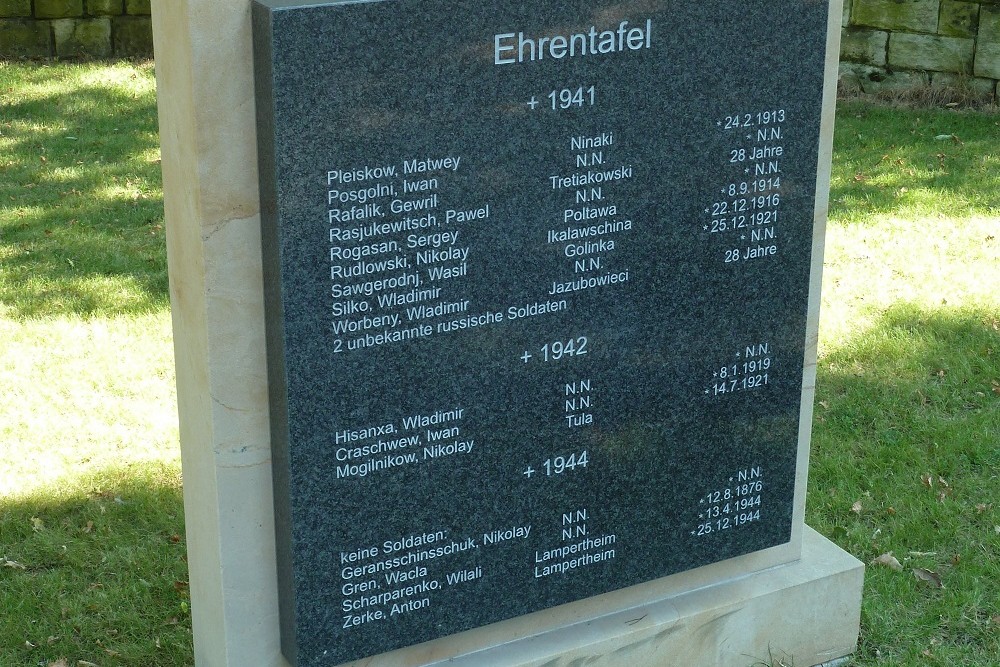 Ehrentafel
+ 1941
Pleiskow, Matwey Ninaki * 24.2.1913
Posgolni, Iwan N.N. * N.N.
Rafalik, Gewril Tretiakowski 28 Jahre
Rasjukewitsch, Pawel N.N. * N.N.
Rogasan, Sergey Poltawa * 8.9.1914
Rudlowski, Nikolay Ikalawschina * 22.12.1916
Sawgerodnj, Wasil Golinka * 25.12.1921
Silko, Wladimir N.N. * N.N.
Worbeny, Wladimir Jazubowieci 28 Jahre
2 unbekannte russische Soldaten
+ 1942
Hisanxa, Wladimir N.N. * N.N.
Craschwew, Iwan N.N. * 8.1.1919
Mogilnikow, Nikolay Tula * 14.7.1921
+ 1944
keine Soldaten:
Geransschinsschuk, Nikolay N.N. * N.N.
Gren, Wacla N.N. * 12.8.1876
Scharparenko, Wilali Lampertheim * 13.4.1944
Zerke, Anton Lampertheim * 25.12.1944